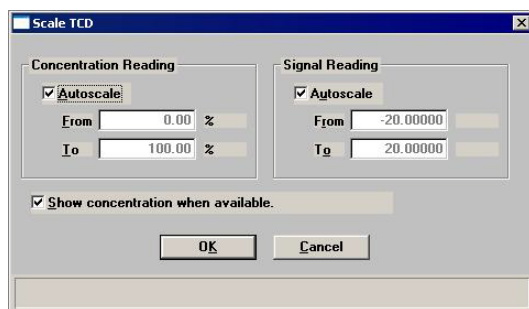 Scale TCD
Concentration Reading
Autoscale
From 0.00 %
To 100.00 %
Signal Reading
Autoscale
From -20.00000
To 20.00000
Show concentration when available.
OK Cancel